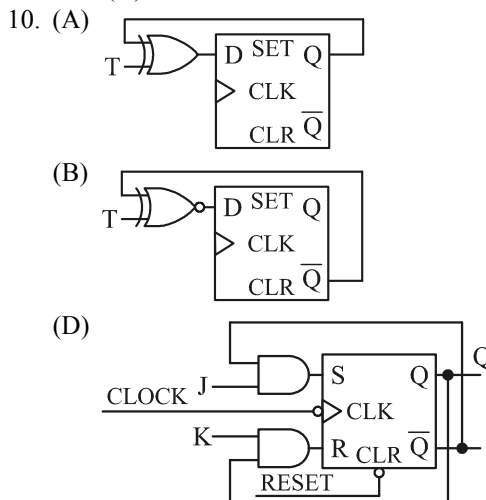 10. (A)
T
D SET Q
CLK
CLR Q̅
(B)
T
D SET Q
CLK
CLR Q̅
(D)
Q
J
S Q
CLOCK
CLK
K
R CLR Q̅
RESET